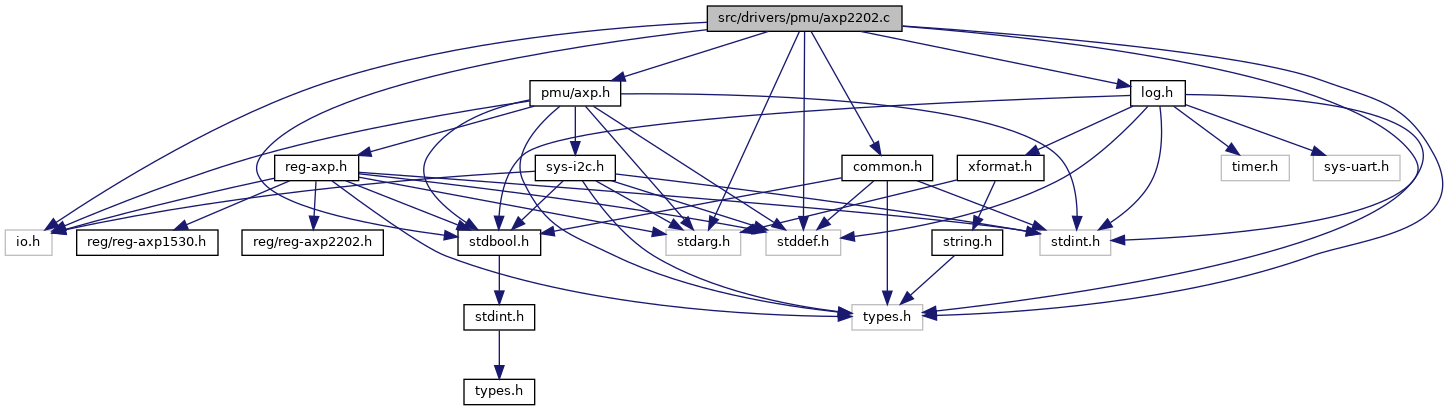 src/drivers/pmu/axp2202.c
pmu/axp.h
log.h
reg-axp.h
sys-i2c.h
common.h
xformat.h
timer.h
sys-uart.h
io.h
reg/reg-axp1530.h
reg/reg-axp2202.h
stdbool.h
stdarg.h
stddef.h
string.h
stdint.h
stdint.h
types.h
types.h